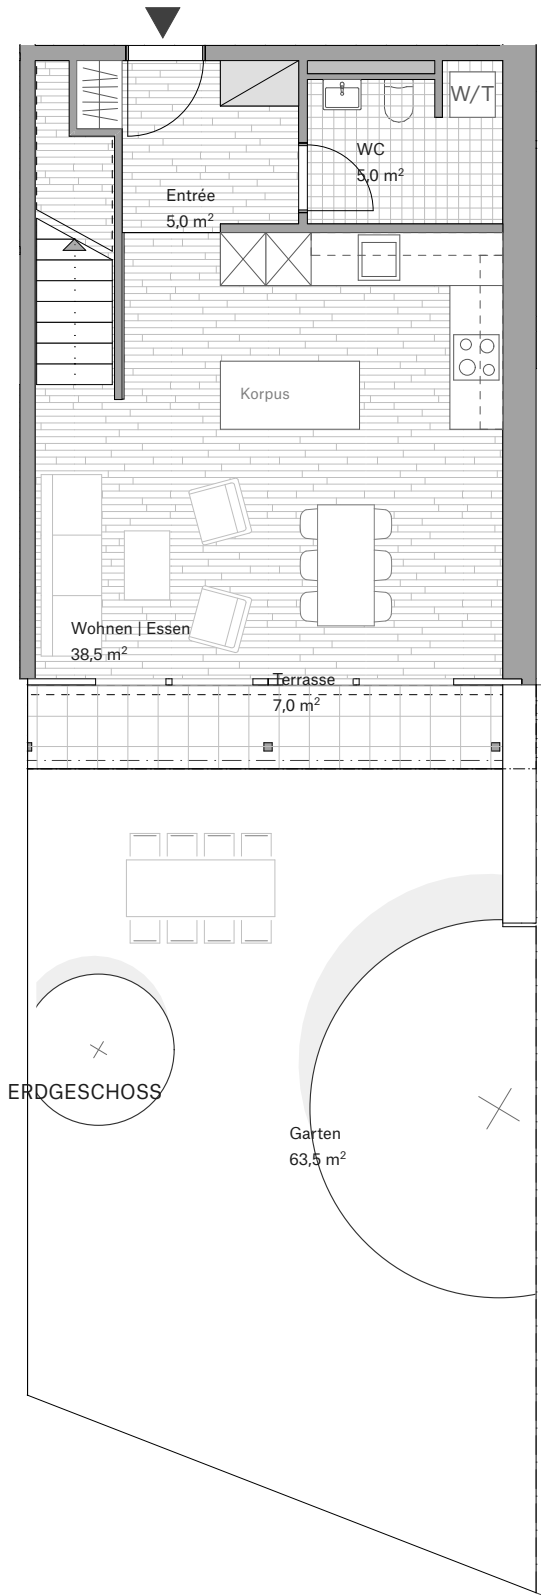 W/T
WC
5,0 m²
Entrée
5,0 m²
Korpus
Wohnen | Essen
38,5 m²
Terrasse
7,0 m²
ERDGESCHOSS
Garten
63,5 m²